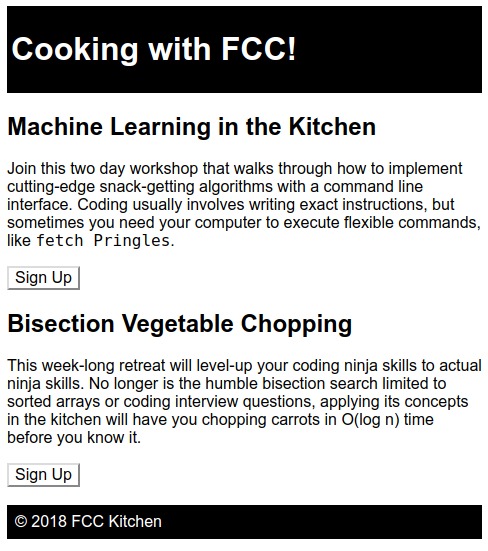 Cooking with FCC!
Machine Learning in the Kitchen
Join this two day workshop that walks through how to implement
cutting-edge snack-getting algorithms with a command line
interface. Coding usually involves writing exact instructions, but
sometimes you need your computer to execute flexible commands,
like fetch Pringles.
Sign Up
Bisection Vegetable Chopping
This week-long retreat will level-up your coding ninja skills to actual
ninja skills. No longer is the humble bisection search limited to
sorted arrays or coding interview questions, applying its concepts
in the kitchen will have you chopping carrots in O(log n) time
before you know it.
Sign Up
© 2018 FCC Kitchen